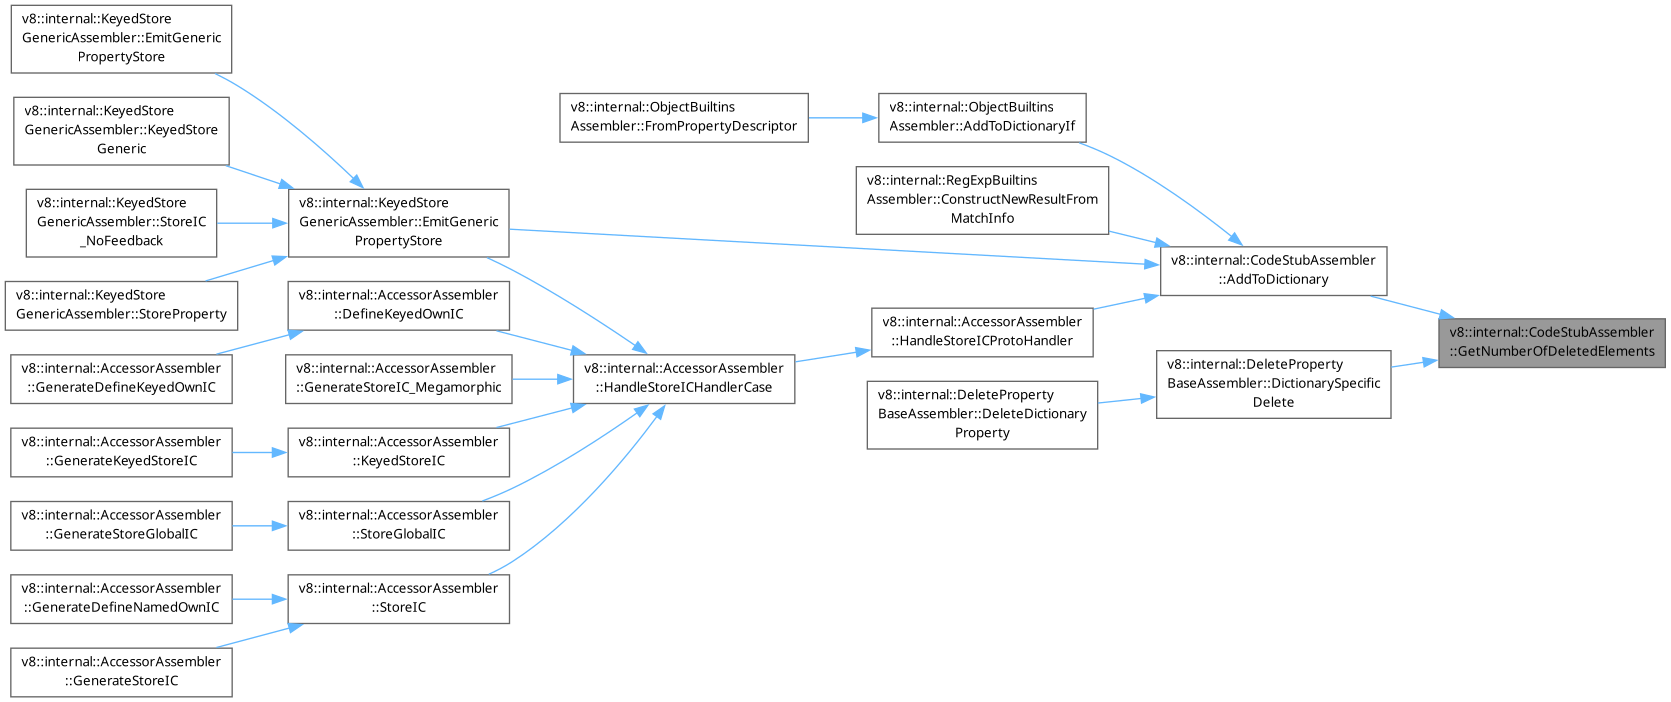 v8::internal::KeyedStore
GenericAssembler::EmitGeneric
PropertyStore
v8::internal::KeyedStore
GenericAssembler::KeyedStore
Generic
v8::internal::KeyedStore
GenericAssembler::StoreIC
_NoFeedback
v8::internal::KeyedStore
GenericAssembler::StoreProperty
v8::internal::AccessorAssembler
::GenerateDefineKeyedOwnIC
v8::internal::AccessorAssembler
::GenerateKeyedStoreIC
v8::internal::AccessorAssembler
::GenerateStoreGlobalIC
v8::internal::AccessorAssembler
::GenerateDefineNamedOwnIC
v8::internal::AccessorAssembler
::GenerateStoreIC
v8::internal::KeyedStore
GenericAssembler::EmitGeneric
PropertyStore
v8::internal::AccessorAssembler
::DefineKeyedOwnIC
v8::internal::AccessorAssembler
::GenerateStoreIC_Megamorphic
v8::internal::AccessorAssembler
::KeyedStoreIC
v8::internal::AccessorAssembler
::StoreGlobalIC
v8::internal::AccessorAssembler
::StoreIC
v8::internal::ObjectBuiltins
Assembler::FromPropertyDescriptor
v8::internal::AccessorAssembler
::HandleStoreICHandlerCase
v8::internal::ObjectBuiltins
Assembler::AddToDictionaryIf
v8::internal::RegExpBuiltins
Assembler::ConstructNewResultFrom
MatchInfo
v8::internal::AccessorAssembler
::HandleStoreICProtoHandler
v8::internal::DeleteProperty
BaseAssembler::DeleteDictionary
Property
v8::internal::CodeStubAssembler
::AddToDictionary
v8::internal::DeleteProperty
BaseAssembler::DictionarySpecific
Delete
v8::internal::CodeStubAssembler
::GetNumberOfDeletedElements